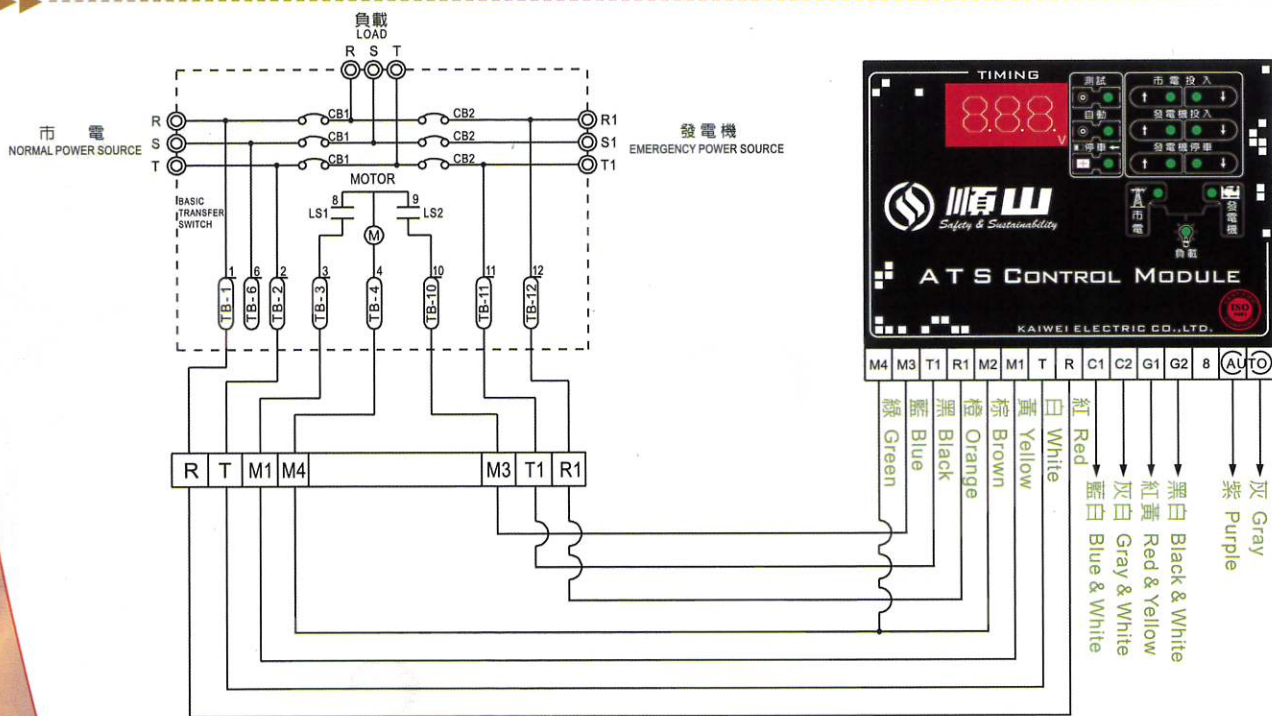 負載
LOAD
R S T
市 電
NORMAL POWER SOURCE
R
S
T
CB1
CB1
CB1
CB2
CB2
CB2
R1
S1
T1
發電機
EMERGENCY POWER SOURCE
BASIC
TRANSFER
SWITCH
MOTOR
8
LS1
9
LS2
M
1 6 2 3 4 10 11 12
TB-1 TB-6 TB-2 TB-3 TB-4 TB-10 TB-11 TB-12
R T M1 M4 M3 T1 R1
TIMING
8.8.8.
V
測試
自動
停車
市電投入
發電機投入
發電機停車
市電
發電機
負載
順山
Safety & Sustainability
ATS CONTROL MODULE
ISO
KAIWEI ELECTRIC CO.,LTD.
M4 M3 T1 R1 M2 M1 T R C1 C2 G1 G2 8 AUTO
綠 Green
藍 Blue
黑 Black
橙 Orange
棕 Brown
黃 Yellow
白 White
紅 Red
藍白 Blue & White
灰白 Gray & White
紅黃 Red & Yellow
黑白 Black & White
紫 Purple
灰 Gray